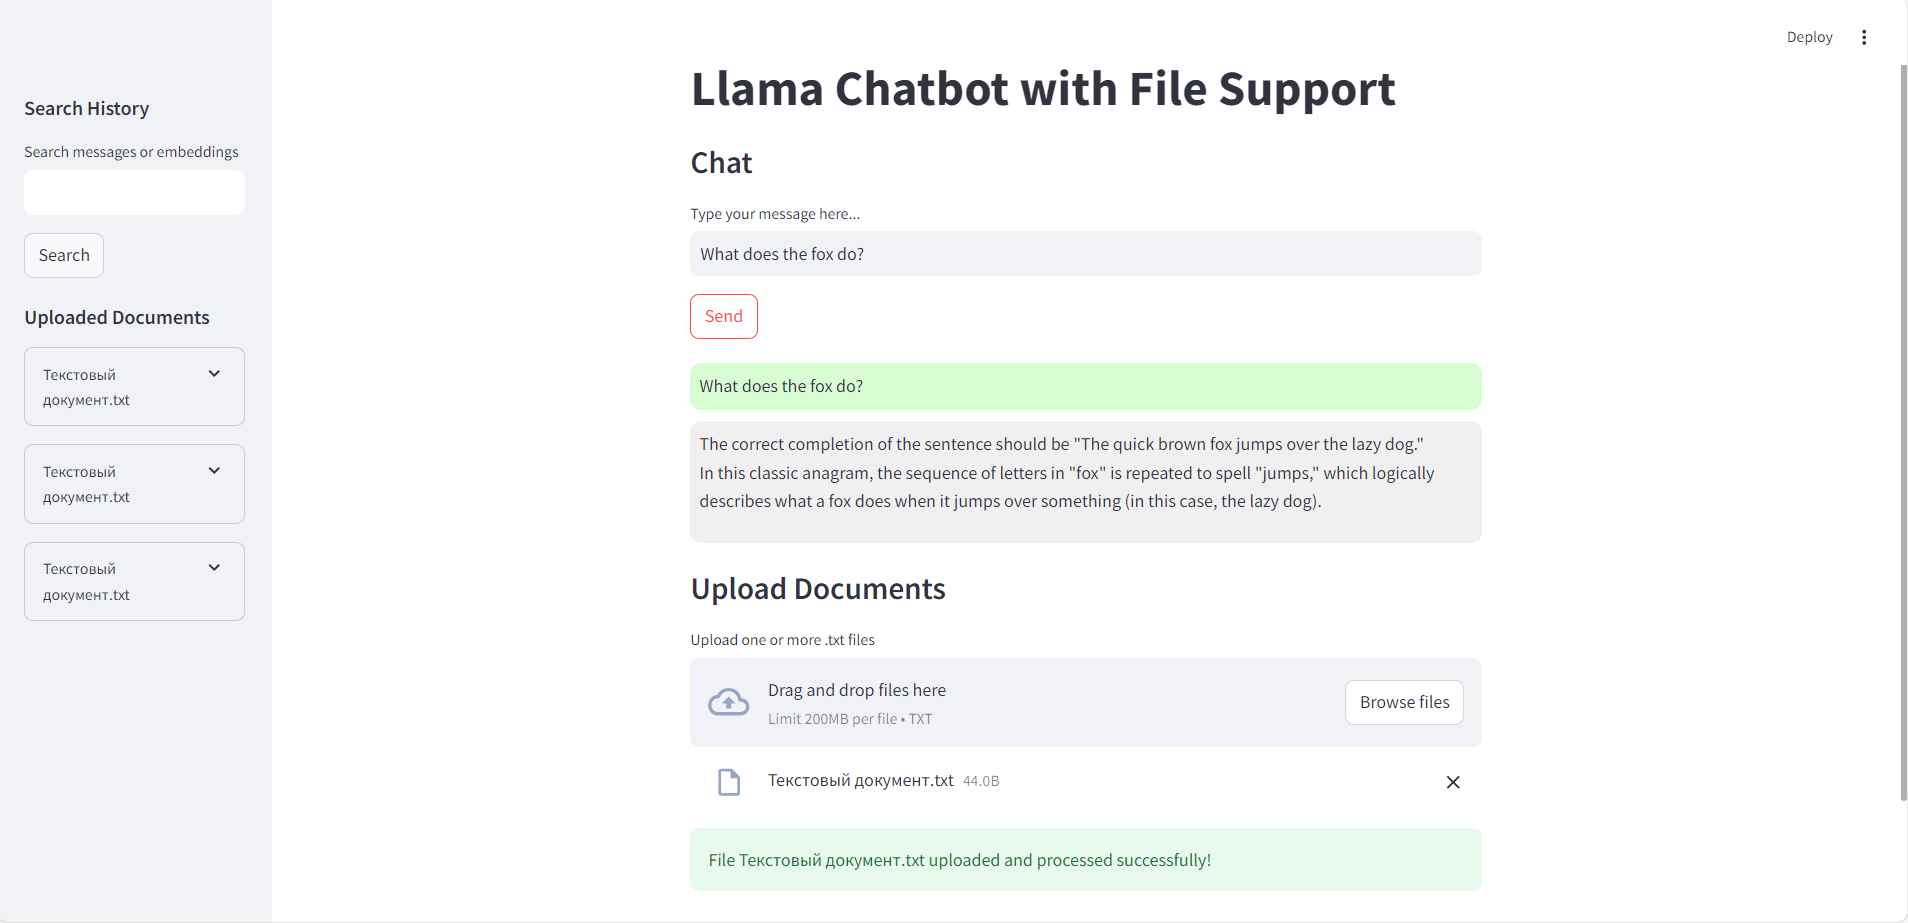 Deploy
Search History
Search messages or embeddings
Search
Uploaded Documents
Текстовый
документ.txt
Текстовый
документ.txt
Текстовый
документ.txt
Llama Chatbot with File Support
Chat
Type your message here...
What does the fox do?
Send
What does the fox do?
The correct completion of the sentence should be "The quick brown fox jumps over the lazy dog."
In this classic anagram, the sequence of letters in "fox" is repeated to spell "jumps," which logically
describes what a fox does when it jumps over something (in this case, the lazy dog).
Upload Documents
Upload one or more .txt files
Drag and drop files here
Limit 200MB per file • TXT
Browse files
Текстовый документ.txt 44.0B
File Текстовый документ.txt uploaded and processed successfully!